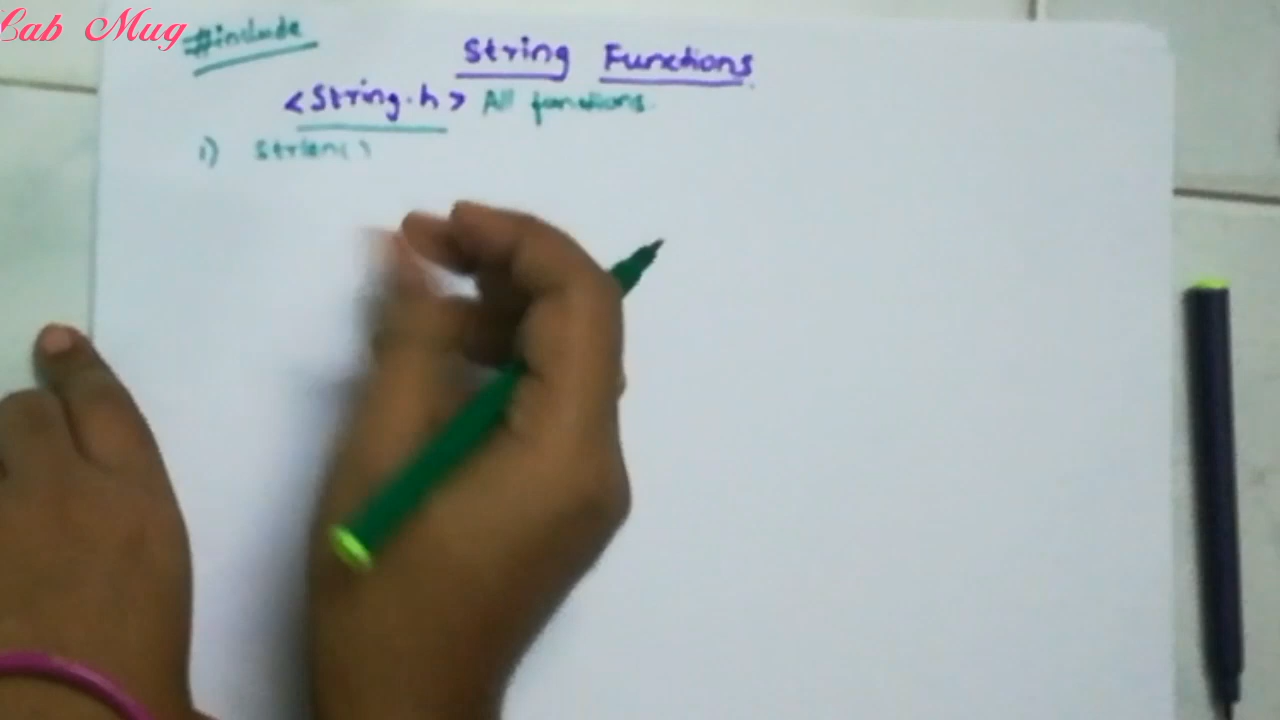 Lab Mug
#include
String Functions
<String.h> All functions.
1) Strlen()